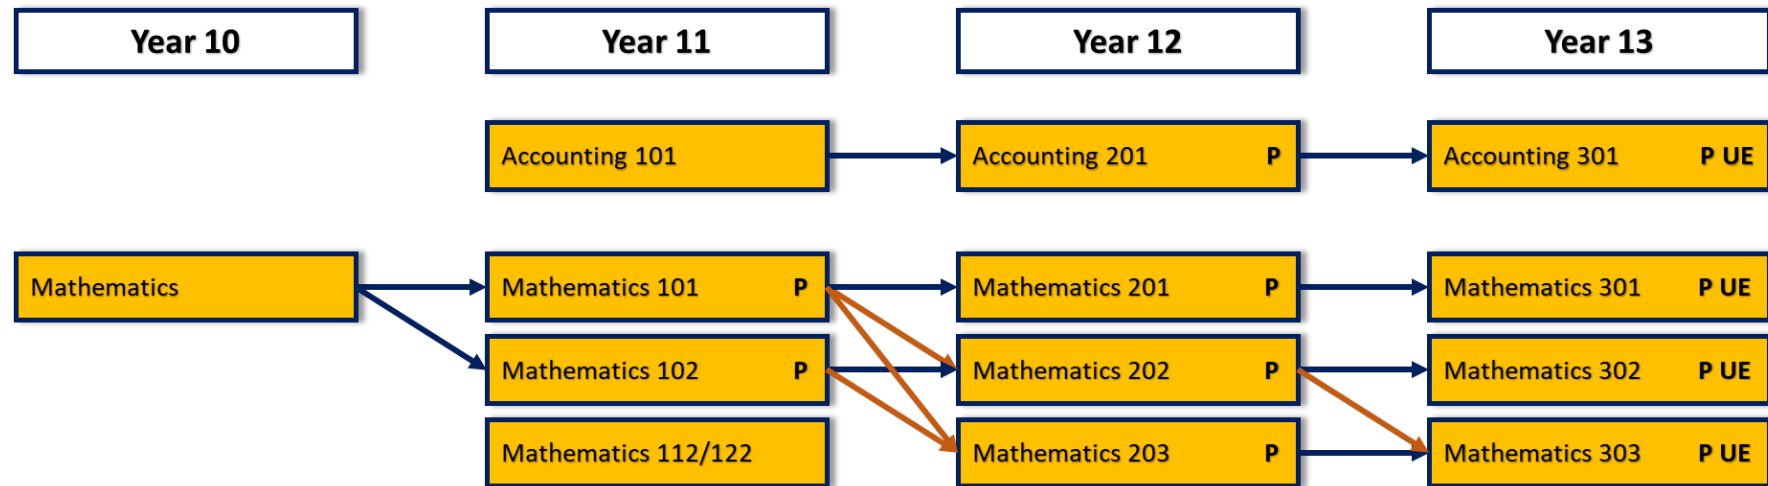 Year 10 Year 11 Year 12 Year 13
Accounting 101 Accounting 201 P Accounting 301 P UE
Mathematics Mathematics 101 P Mathematics 201 P Mathematics 301 P UE
Mathematics 102 P Mathematics 202 P Mathematics 302 P UE
Mathematics 112/122 Mathematics 203 P Mathematics 303 P UE